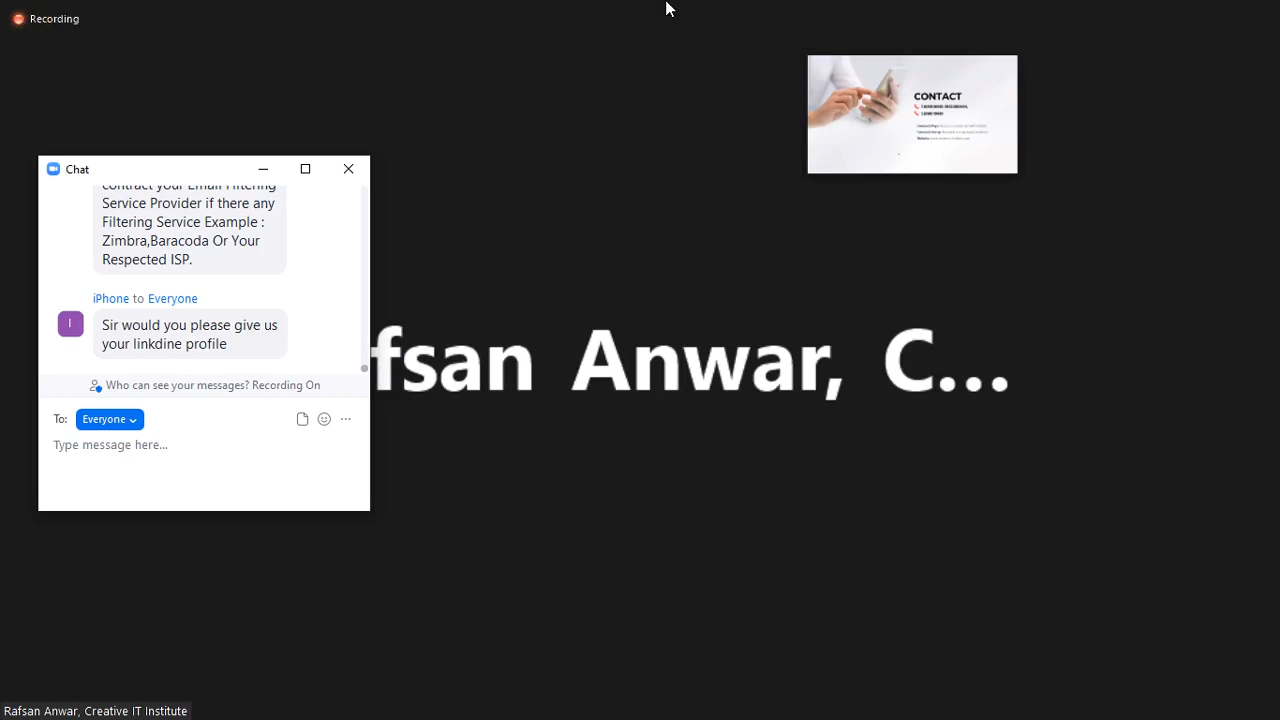 Recording
CONTACT
Chat
contract your Email Filtering
Service Provider if there any
Filtering Service Example :
Zimbra,Baracoda Or Your
Respected ISP.
iPhone to Everyone
I
Sir would you please give us
your linkdine profile
Who can see your messages? Recording On
To: Everyone
Type message here...
fsan Anwar, C...
Rafsan Anwar, Creative IT Institute